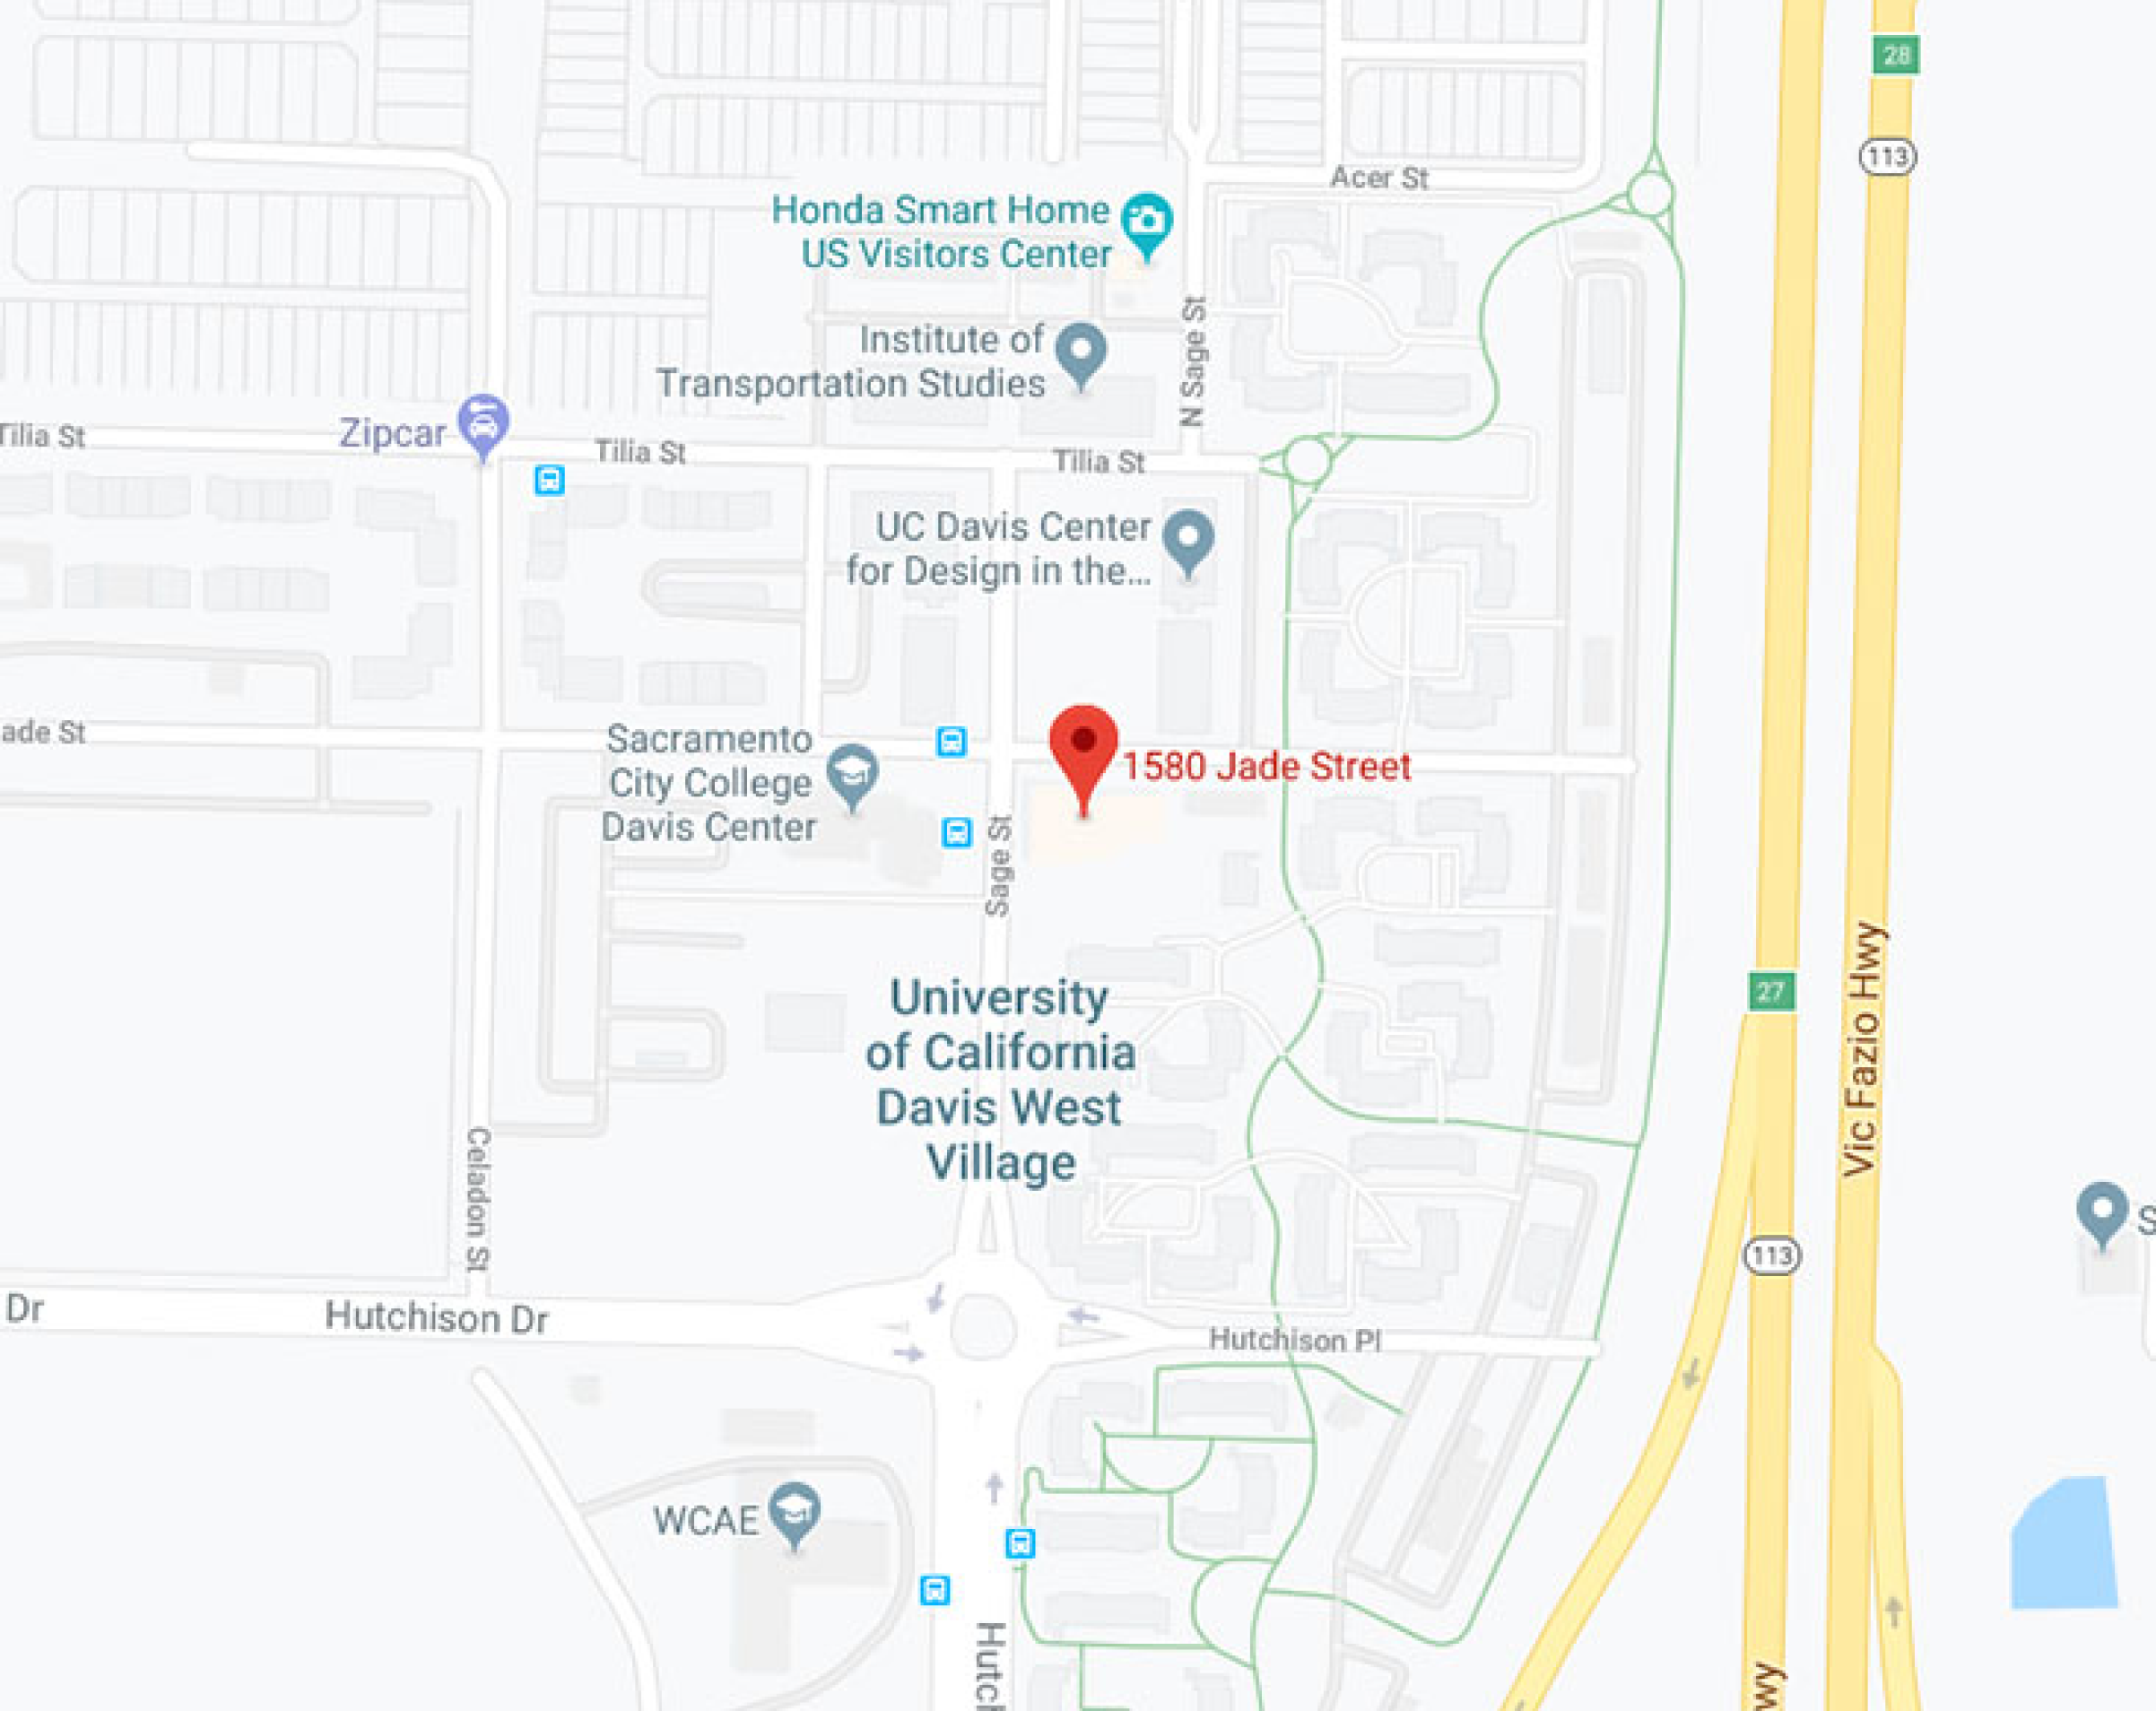 28
113
Acer St
Honda Smart Home
US Visitors Center
N Sage St
Institute of
Transportation Studies
Tilia St
Zipcar
Tilia St
Tilia St
UC Davis Center
for Design in the...
ade St
Sacramento
City College
Davis Center
1580 Jade Street
Sage St
University
of California
Davis West
Village
27
Vic Fazio Hwy
Celadon St
113
S
Dr
Hutchison Dr
Hutchison Pl
WCAE
Hutch
wy